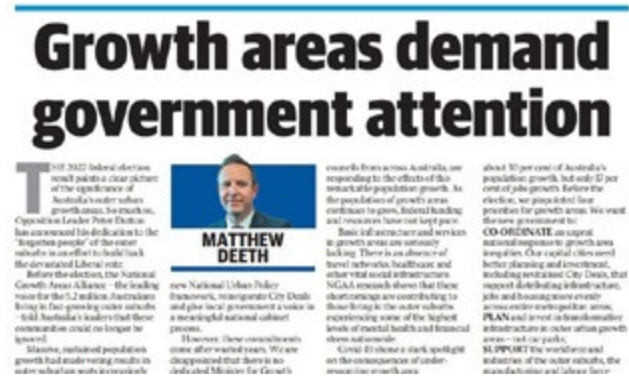 Growth areas demand
government attention
THE 2022 federal election
result paints a clear picture
of the significance of
Australia's outer urban
growth areas. So much so,
Opposition Leader Peter Dutton
has announced his dedication to the
"forgotten people" of the outer
suburbs in an effort to build back
the devastated Liberal vote.
Before the election, the National
Growth Areas Alliance – the leading
voice for the 5.2 million Australians
living in fast-growing outer suburbs
– told Australia's leaders that these
communities could no longer be
ignored.
Massive, sustained population
growth had made voting results in
outer suburban seats increasingly
MATTHEW
DEETH
new National Urban Policy
framework, reinvigorate City Deals
and give local government a voice in
a meaningful national cabinet
process.
However, these commitments
come after wasted years. We are
disappointed that there is no
dedicated Minister for Growth
councils from across Australia, are
responding to the effects of this
remarkable population growth. As
the population of growth areas
continues to grow, federal funding
and resources have not kept pace.
Basic infrastructure and services
in growth areas are seriously
lacking. There is an absence of
travel networks, healthcare and
other vital social infrastructure.
NGAA research shows that these
shortcomings are contributing to
those living in the outer suburbs
experiencing some of the highest
levels of mental health and financial
stress nationwide.
Covid-19 shone a stark spotlight
on the consequences of under-
resourcing growth area
about 30 per cent of Australia's
population growth, but only 17 per
cent of jobs growth. Before the
election, we pinpointed four
priorities for growth areas. We want
the new government to:
CO-ORDINATE an urgent
national response to growth area
inequities. Our capital cities need
better planning and investment,
including revitalised City Deals, that
support distributing infrastructure,
jobs and housing more evenly
across entire metropolitan areas;
PLAN and invest in transformative
infrastructure in outer urban growth
areas – not car parks;
SUPPORT the workforce and
industries of the outer suburbs, the
manufacturing and labour force